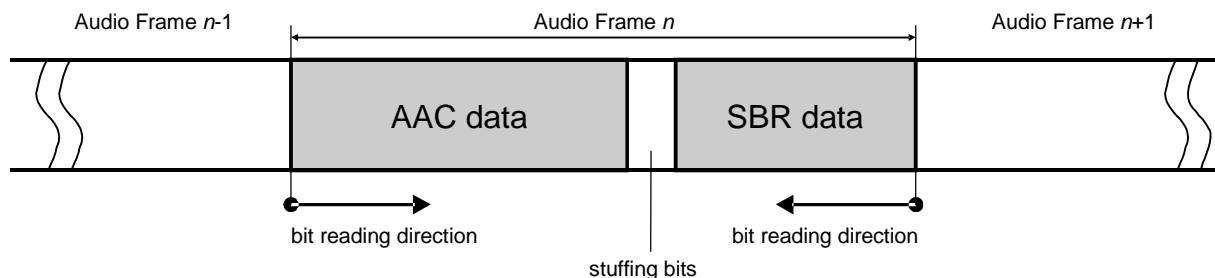 Audio Frame n-1
Audio Frame n
Audio Frame n+1
AAC data
SBR data
bit reading direction
bit reading direction
stuffing bits